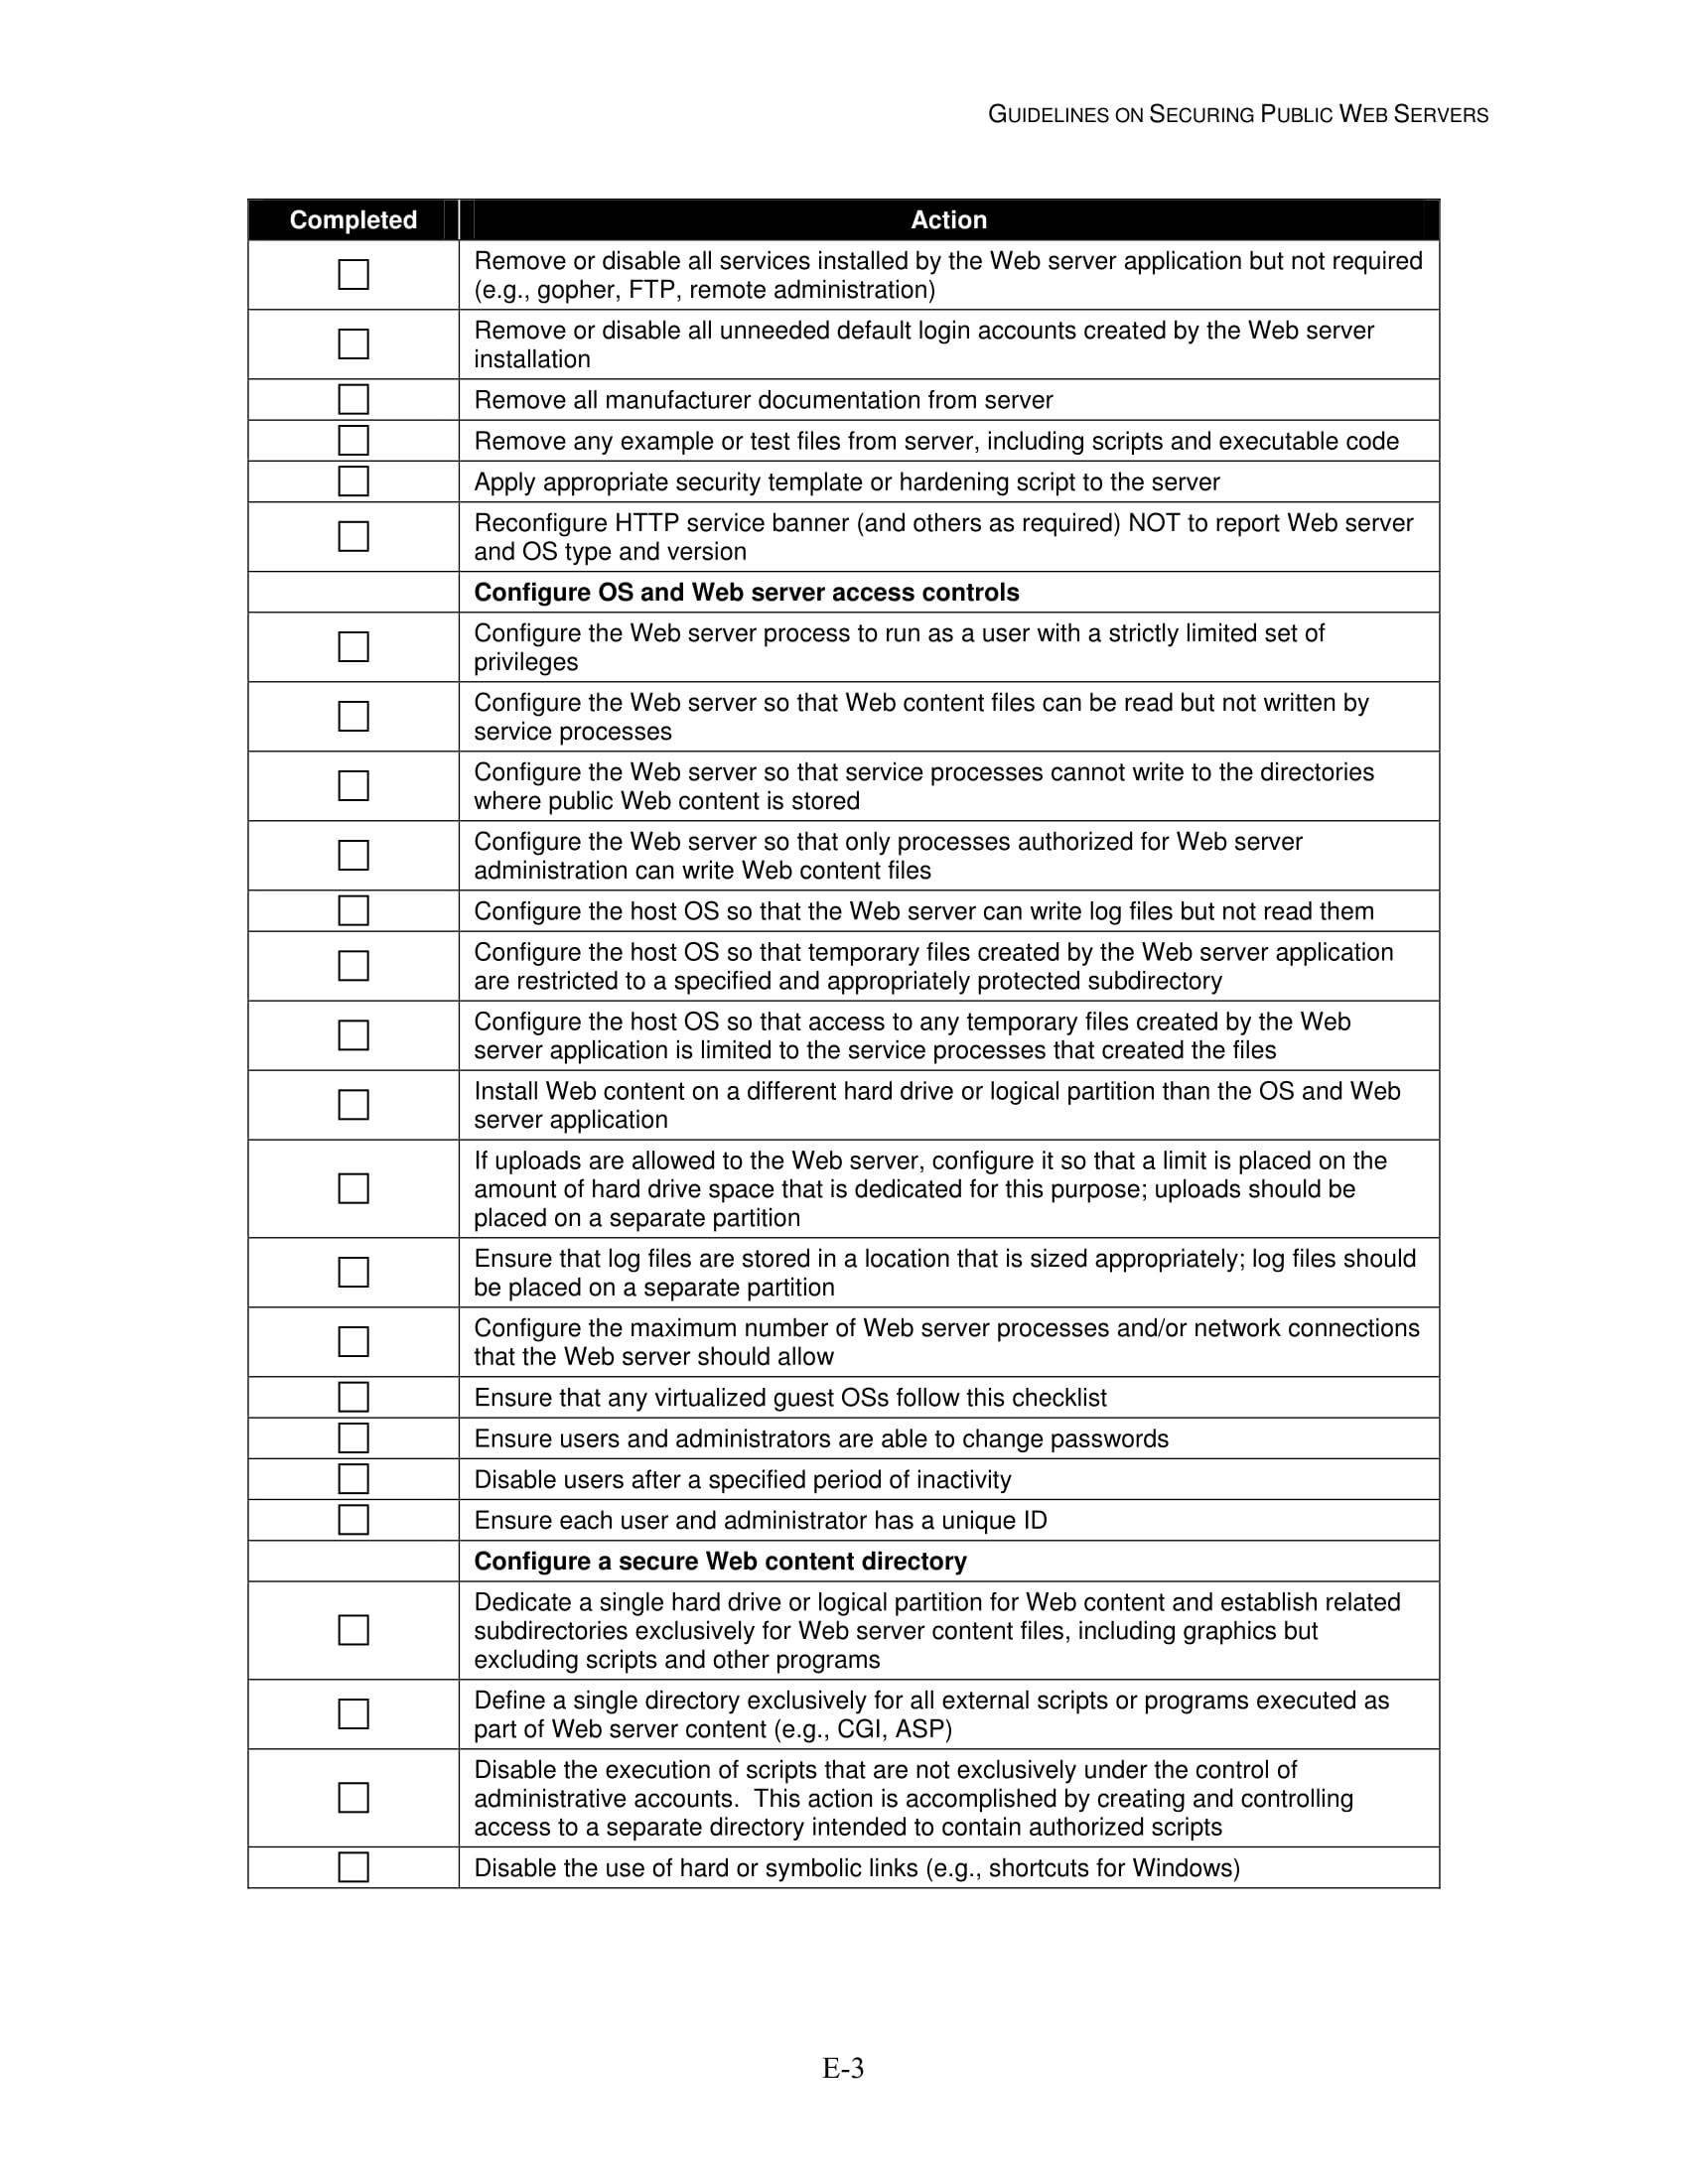 GUIDELINES ON SECURING PUBLIC WEB SERVERS
Completed Action
Remove or disable all services installed by the Web server application but not required
(e.g., gopher, FTP, remote administration)
Remove or disable all unneeded default login accounts created by the Web server
installation
Remove all manufacturer documentation from server
Remove any example or test files from server, including scripts and executable code
Apply appropriate security template or hardening script to the server
Reconfigure HTTP service banner (and others as required) NOT to report Web server
and OS type and version
Configure OS and Web server access controls
Configure the Web server process to run as a user with a strictly limited set of
privileges
Configure the Web server so that Web content files can be read but not written by
service processes
Configure the Web server so that service processes cannot write to the directories
where public Web content is stored
Configure the Web server so that only processes authorized for Web server
administration can write Web content files
Configure the host OS so that the Web server can write log files but not read them
Configure the host OS so that temporary files created by the Web server application
are restricted to a specified and appropriately protected subdirectory
Configure the host OS so that access to any temporary files created by the Web
server application is limited to the service processes that created the files
Install Web content on a different hard drive or logical partition than the OS and Web
server application
If uploads are allowed to the Web server, configure it so that a limit is placed on the
amount of hard drive space that is dedicated for this purpose; uploads should be
placed on a separate partition
Ensure that log files are stored in a location that is sized appropriately; log files should
be placed on a separate partition
Configure the maximum number of Web server processes and/or network connections
that the Web server should allow
Ensure that any virtualized guest OSs follow this checklist
Ensure users and administrators are able to change passwords
Disable users after a specified period of inactivity
Ensure each user and administrator has a unique ID
Configure a secure Web content directory
Dedicate a single hard drive or logical partition for Web content and establish related
subdirectories exclusively for Web server content files, including graphics but
excluding scripts and other programs
Define a single directory exclusively for all external scripts or programs executed as
part of Web server content (e.g., CGI, ASP)
Disable the execution of scripts that are not exclusively under the control of
administrative accounts.  This action is accomplished by creating and controlling
access to a separate directory intended to contain authorized scripts
Disable the use of hard or symbolic links (e.g., shortcuts for Windows)
E-3